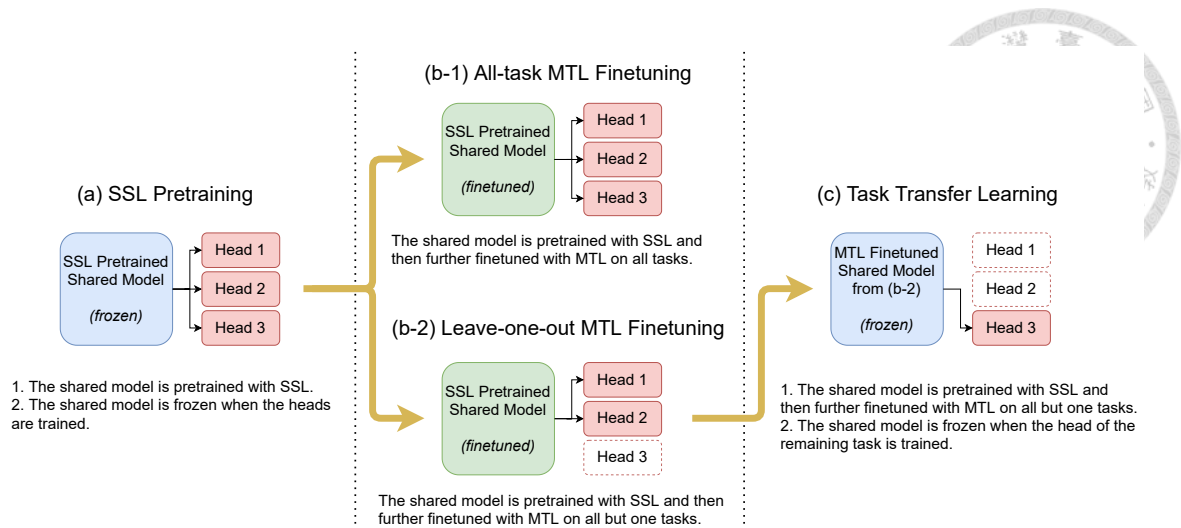 (a) SSL Pretraining
SSL Pretrained
Shared Model
(frozen)
Head 1
Head 2
Head 3
1. The shared model is pretrained with SSL.
2. The shared model is frozen when the heads
are trained.
(b-1) All-task MTL Finetuning
SSL Pretrained
Shared Model
(finetuned)
Head 1
Head 2
Head 3
The shared model is pretrained with SSL and
then further finetuned with MTL on all tasks.
(b-2) Leave-one-out MTL Finetuning
SSL Pretrained
Shared Model
(finetuned)
Head 1
Head 2
Head 3
The shared model is pretrained with SSL and then
further finetuned with MTL on all but one tasks.
(c) Task Transfer Learning
MTL Finetuned
Shared Model
from (b-2)
(frozen)
Head 1
Head 2
Head 3
1. The shared model is pretrained with SSL and
then further finetuned with MTL on all but one tasks.
2. The shared model is frozen when the head of the
remaining task is trained.